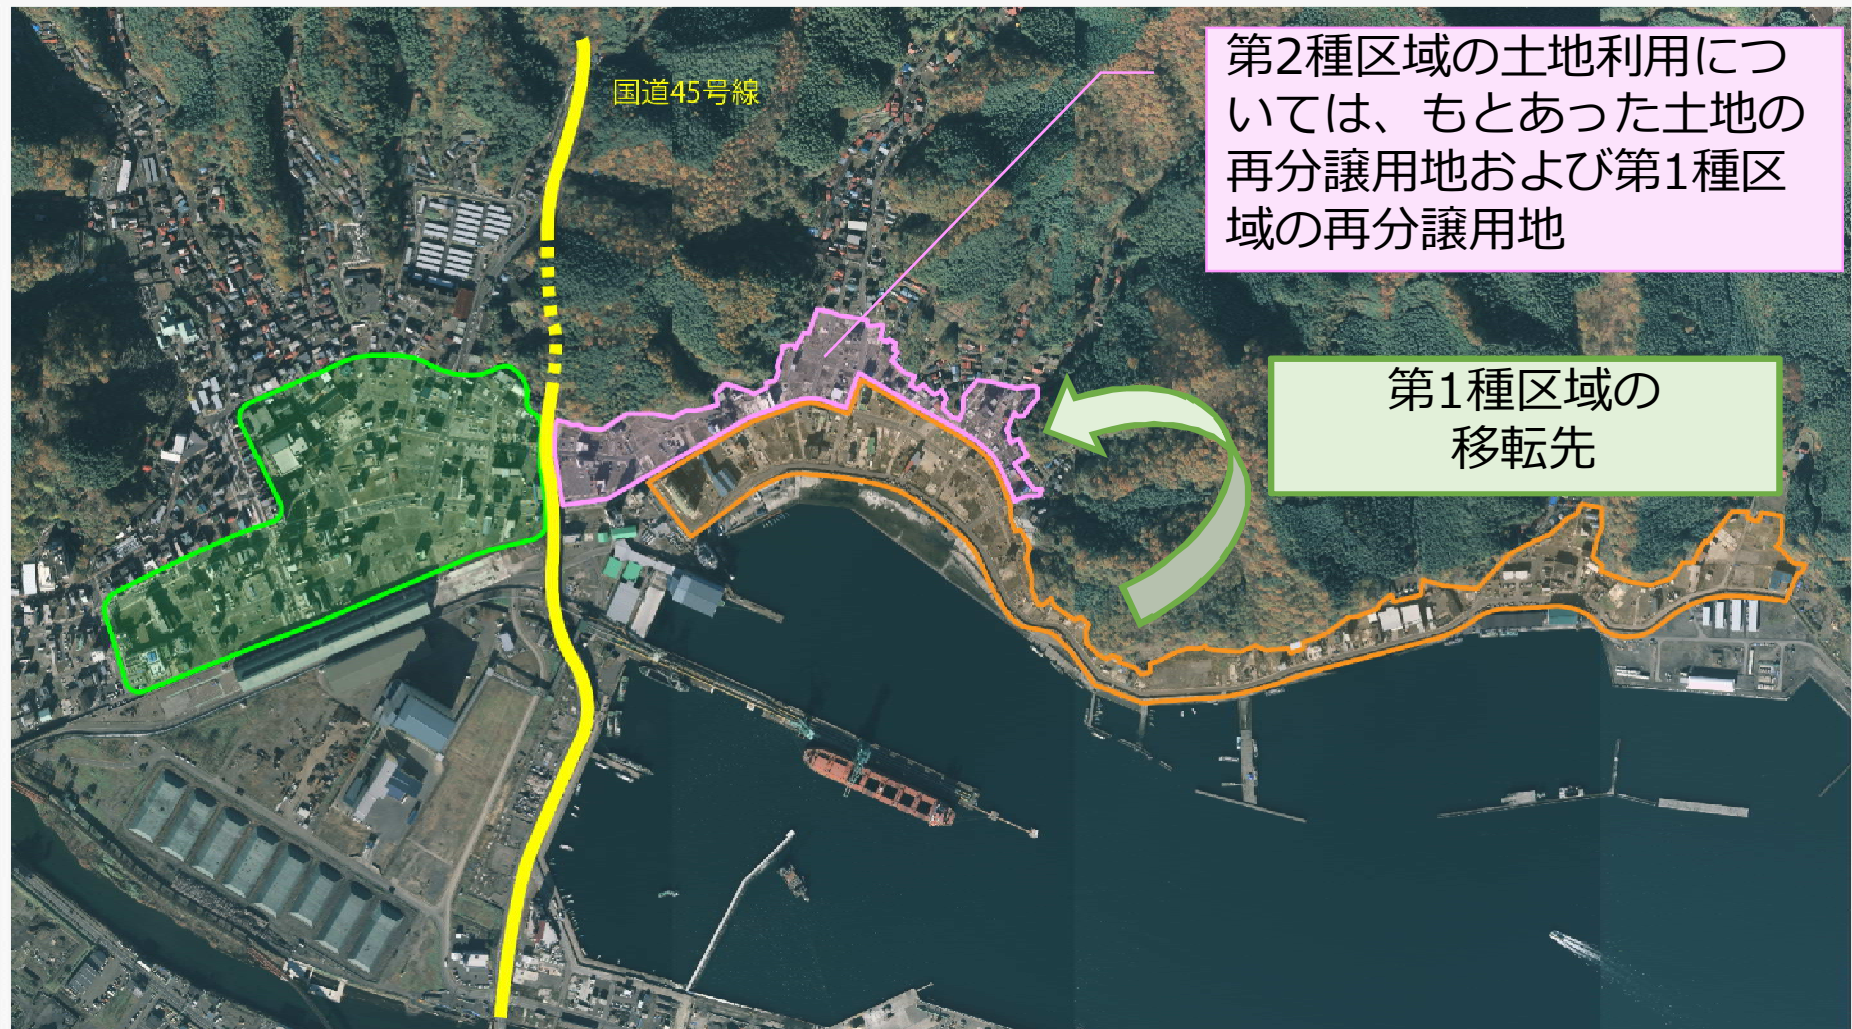 国道45号線
第2種区域の土地利用につ
いては、もとあった土地の
再分譲用地および第1種区
域の再分譲用地
第1種区域の
移転先